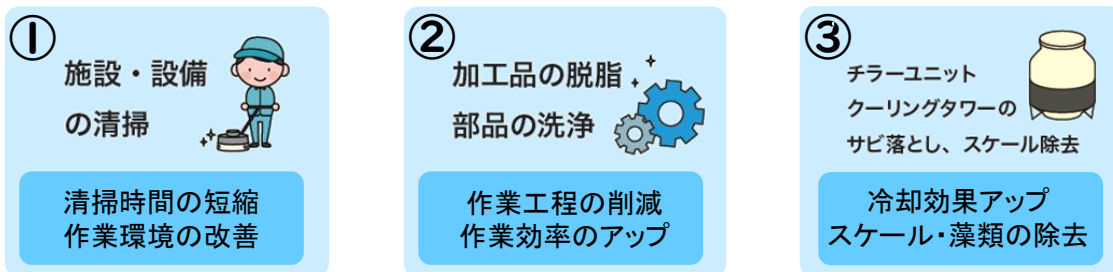 ①
施設・設備
の清掃
清掃時間の短縮
作業環境の改善
②
加工品の脱脂
部品の洗浄
作業工程の削減
作業効率のアップ
③
チラーユニット
クーリングタワーの
サビ落とし、スケール除去
冷却効果アップ
スケール・藻類の除去